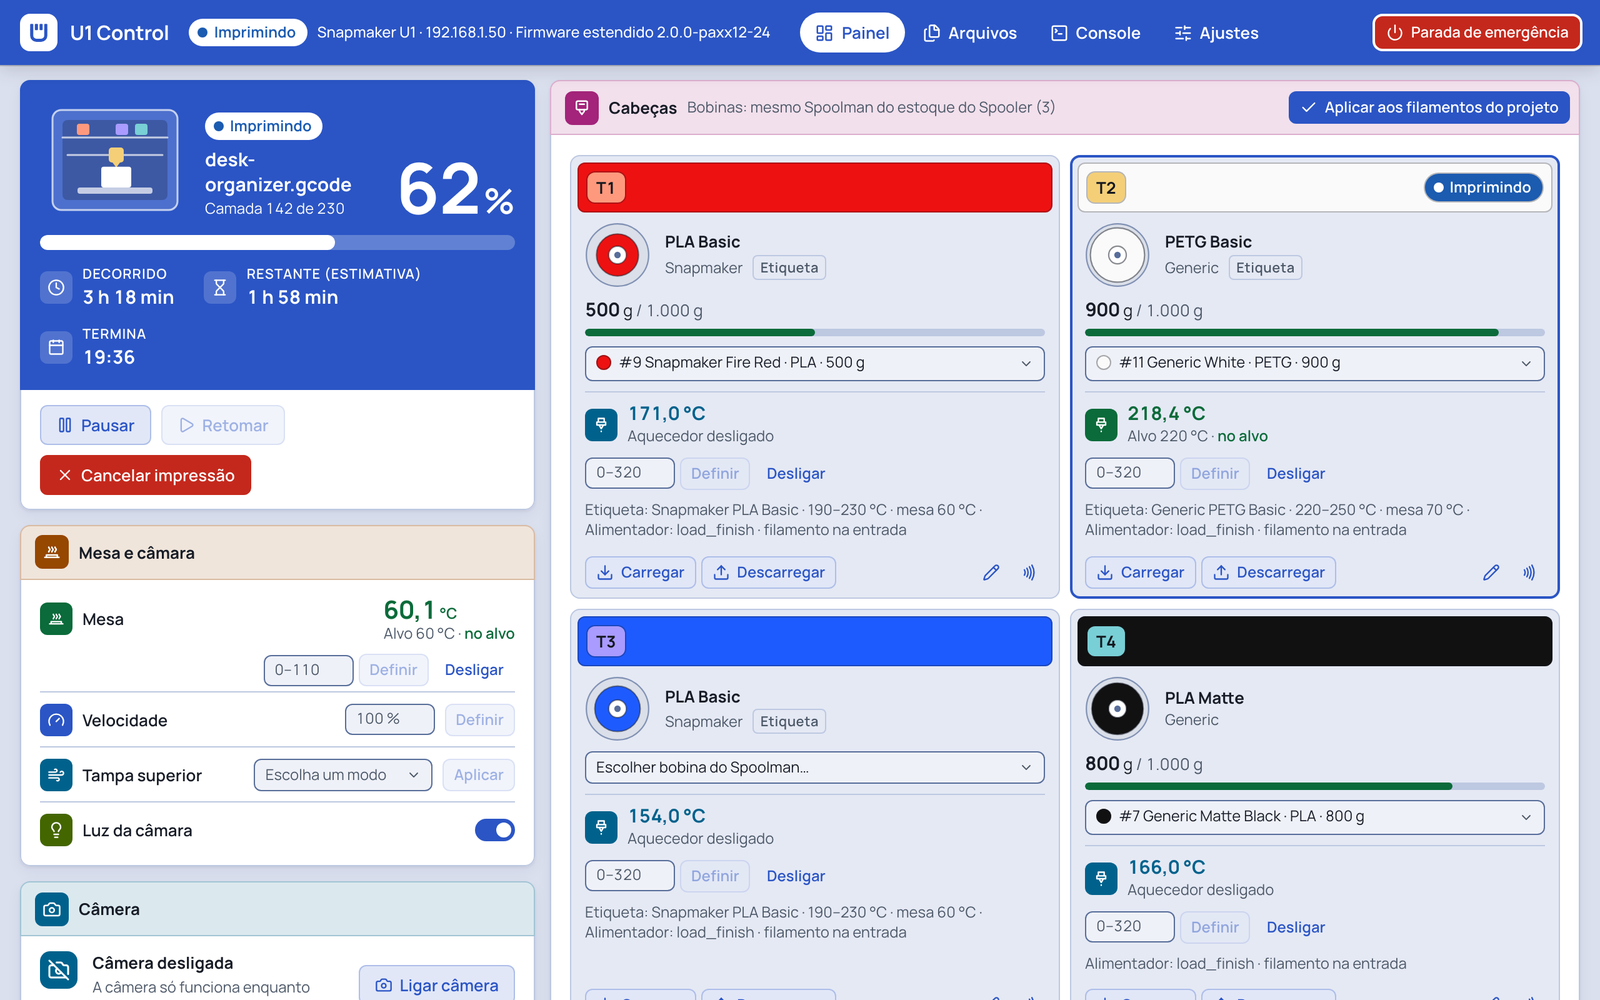 U1 Control
Imprimindo
Snapmaker U1 · 192.168.1.50 · Firmware estendido 2.0.0-paxx12-24
Painel
Arquivos
Console
Ajustes
Parada de emergência
Imprimindo
desk-
organizer.gcode
Camada 142 de 230
62%
DECORRIDO
3 h 18 min
RESTANTE (ESTIMATIVA)
1 h 58 min
TERMINA
19:36
Pausar
Retomar
Cancelar impressão
Mesa e câmara
Mesa
60,1 °C
Alvo 60 °C · no alvo
0–110
Definir
Desligar
Velocidade
100 %
Definir
Tampa superior
Escolha um modo
Aplicar
Luz da câmara
Câmera
Câmera desligada
A câmera só funciona enquanto
Ligar câmera
Cabeças
Bobinas: mesmo Spoolman do estoque do Spooler (3)
Aplicar aos filamentos do projeto
T1
PLA Basic
Snapmaker
Etiqueta
500 g / 1.000 g
#9 Snapmaker Fire Red · PLA · 500 g
171,0 °C
Aquecedor desligado
0–320
Definir
Desligar
Etiqueta: Snapmaker PLA Basic · 190–230 °C · mesa 60 °C ·
Alimentador: load_finish · filamento na entrada
Carregar
Descarregar
T2
Imprimindo
PETG Basic
Generic
Etiqueta
900 g / 1.000 g
#11 Generic White · PETG · 900 g
218,4 °C
Alvo 220 °C · no alvo
0–320
Definir
Desligar
Etiqueta: Generic PETG Basic · 220–250 °C · mesa 70 °C ·
Alimentador: load_finish · filamento na entrada
Carregar
Descarregar
T3
PLA Basic
Snapmaker
Etiqueta
Escolher bobina do Spoolman…
154,0 °C
Aquecedor desligado
0–320
Definir
Desligar
Etiqueta: Snapmaker PLA Basic · 190–230 °C · mesa 60 °C ·
Alimentador: load_finish · filamento na entrada
T4
PLA Matte
Generic
800 g / 1.000 g
#7 Generic Matte Black · PLA · 800 g
166,0 °C
Aquecedor desligado
0–320
Definir
Desligar
Alimentador: load_finish · filamento na entrada